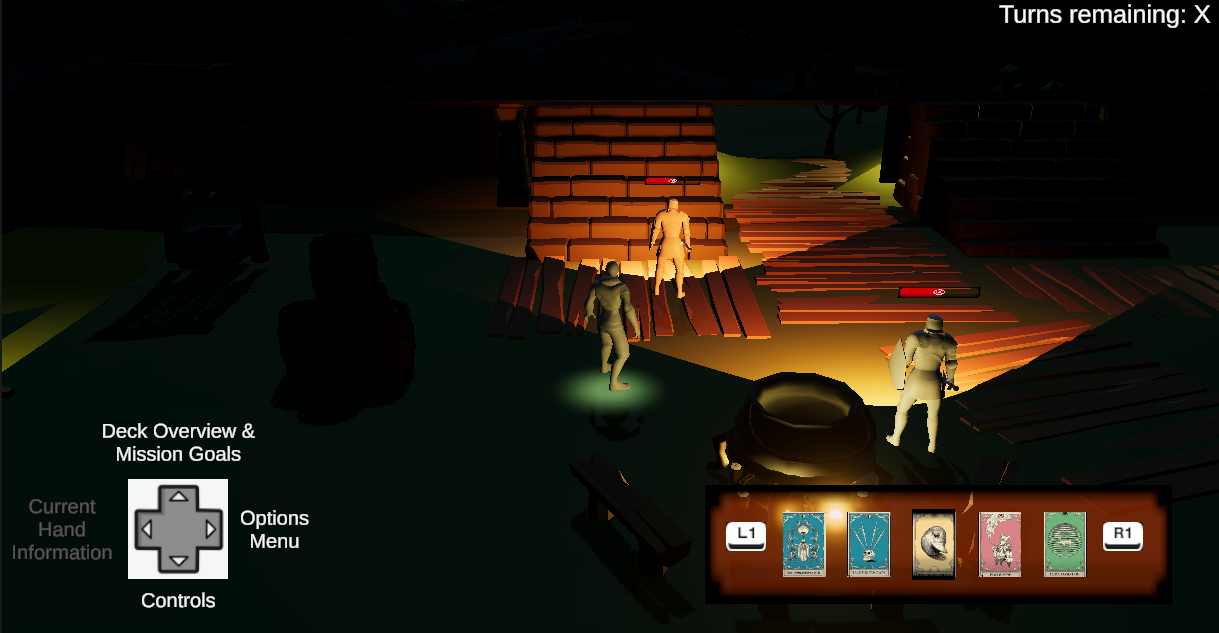 Turns remaining: X
Deck Overview &
Mission Goals
Current
Hand
Information
Options
Menu
Controls
L1
R1